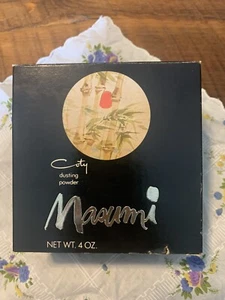 Coty
dusting
powder
Masumi
NET WT. 4 OZ.